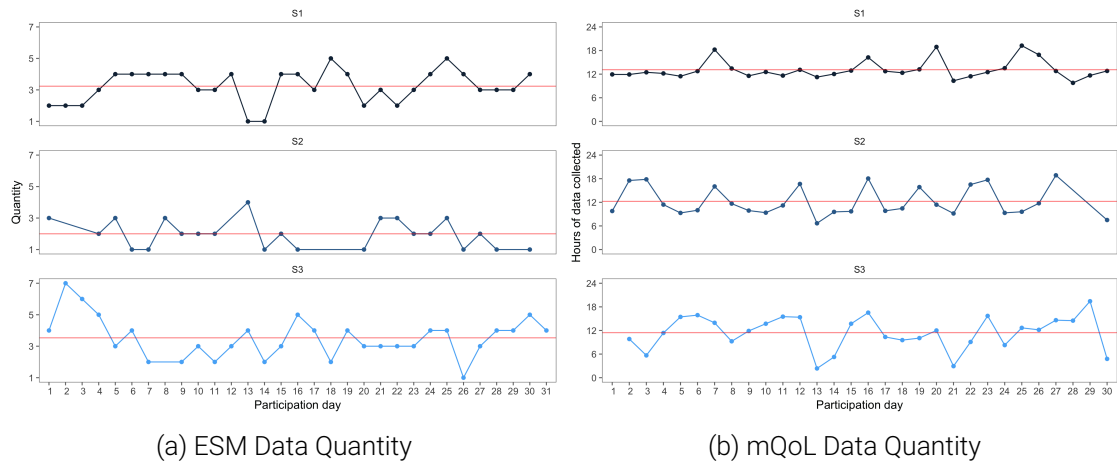 S1
7
5
3
1
S2
7
5
3
1
S3
7
5
3
1
Quantity
1 2 3 4 5 6 7 8 9 10 11 12 13 14 15 16 17 18 19 20 21 22 23 24 25 26 27 28 29 30 31
Participation day
(a) ESM Data Quantity
S1
24
18
12
6
0
S2
24
18
12
6
0
S3
24
18
12
6
0
Hours of data collected
1 2 3 4 5 6 7 8 9 10 11 12 13 14 15 16 17 18 19 20 21 22 23 24 25 26 27 28 29 30
Participation day
(b) mQoL Data Quantity